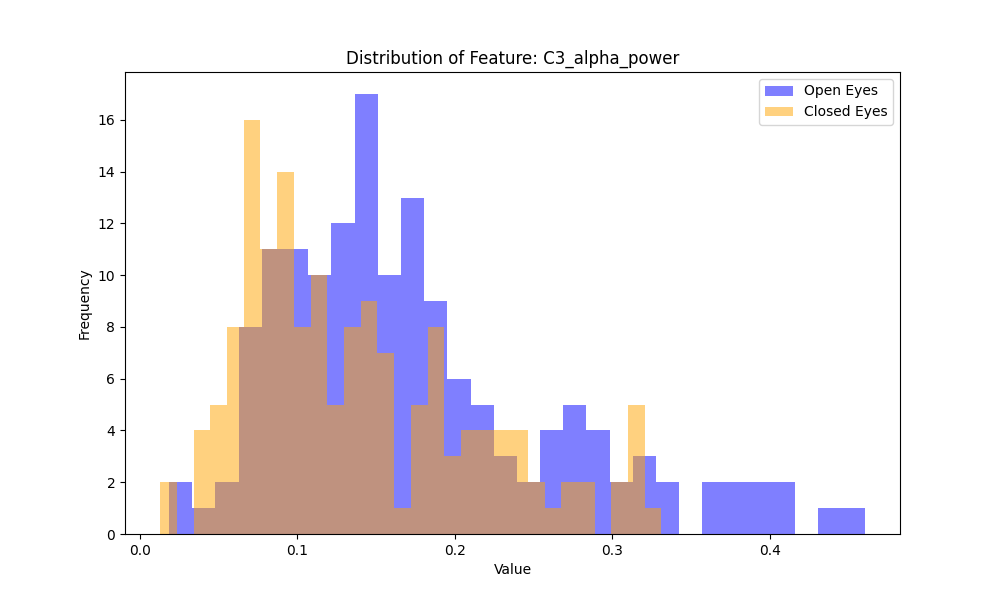 Distribution of Feature: C3_alpha_power
Open Eyes
Closed Eyes
16
14
12
10
8
6
4
2
0
Frequency
0.0 0.1 0.2 0.3 0.4
Value